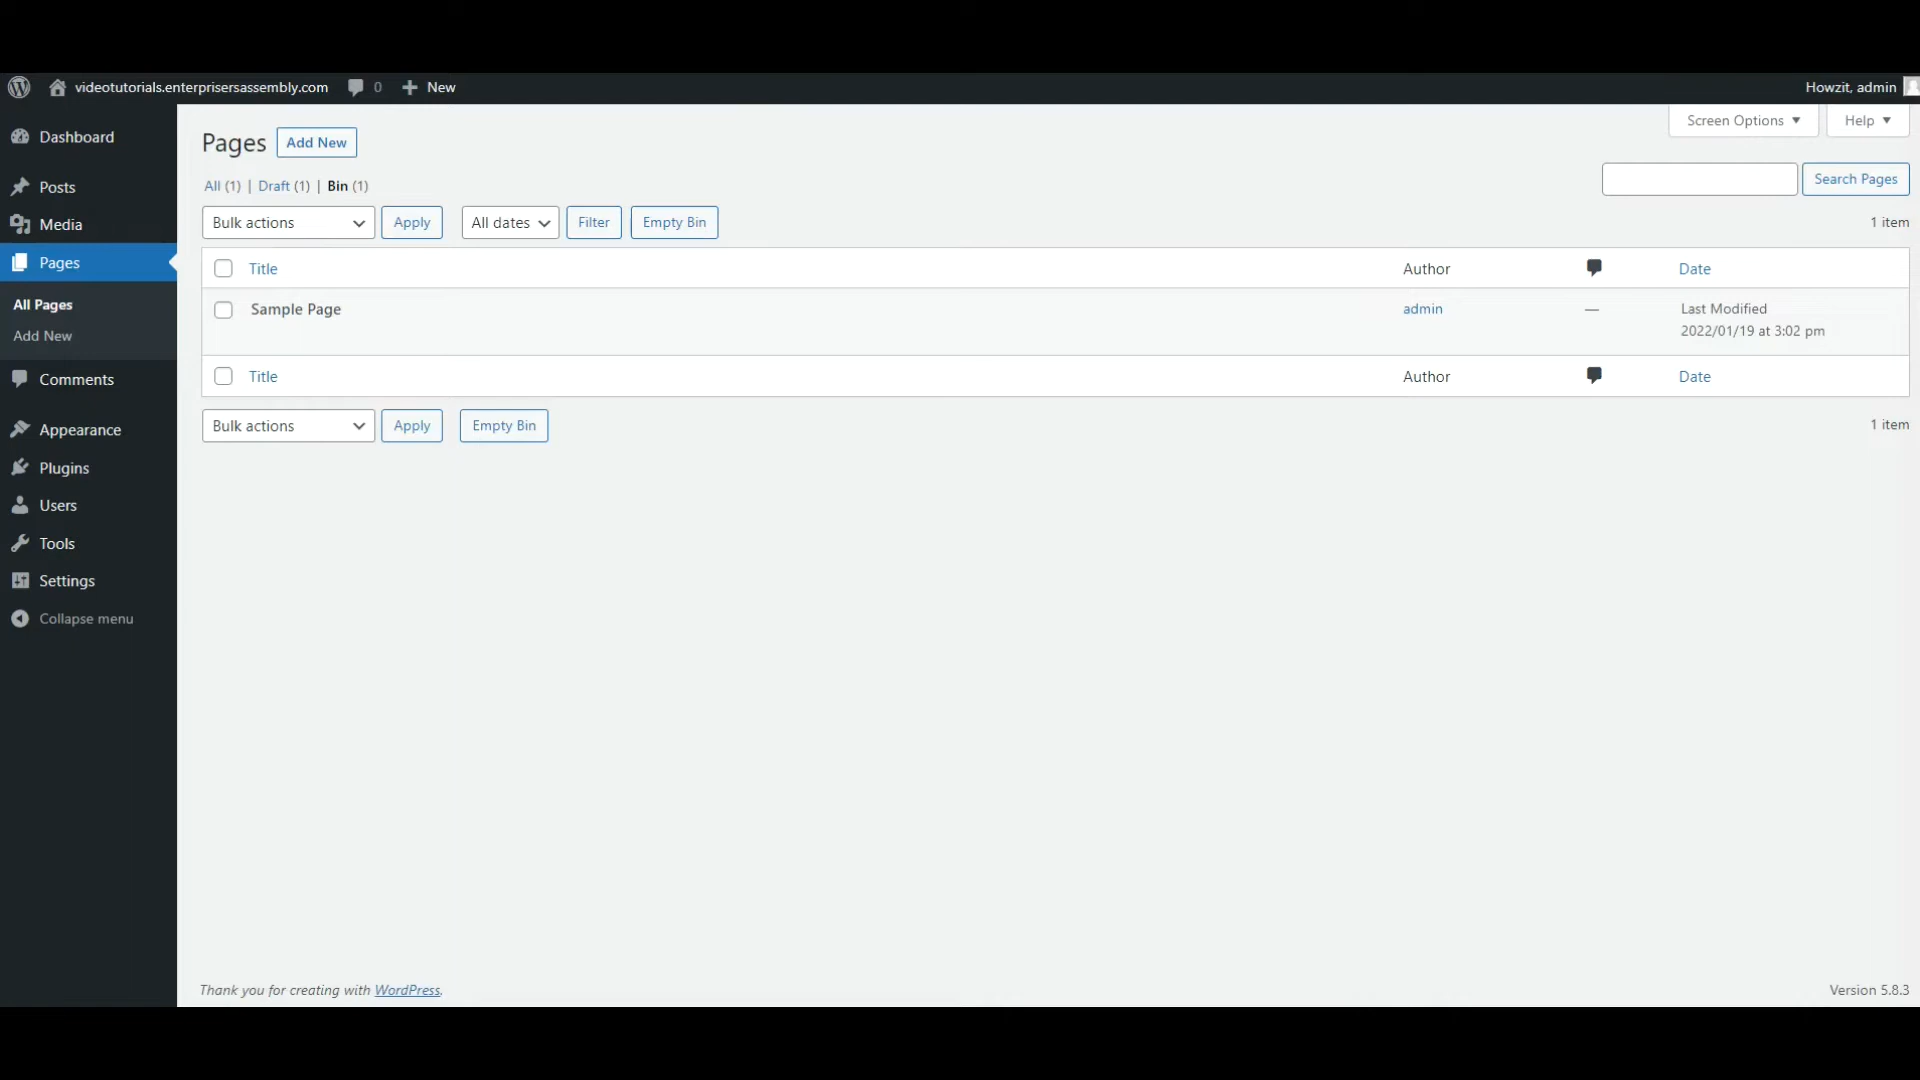 videotutorials.enterprisersassembly.com 0 New Howzit, admin
Dashboard
Posts
Media
Pages
All Pages
Add New
Comments
Appearance
Plugins
Users
Tools
Settings
Collapse menu
Screen Options Help
Pages Add New
All (1) | Draft (1) | Bin (1)
Search Pages
Bulk actions Apply All dates Filter Empty Bin 1 item
Title Author Date
Sample Page admin — Last Modified
2022/01/19 at 3:02 pm
Title Author Date
Bulk actions Apply Empty Bin 1 item
Thank you for creating with WordPress. Version 5.8.3